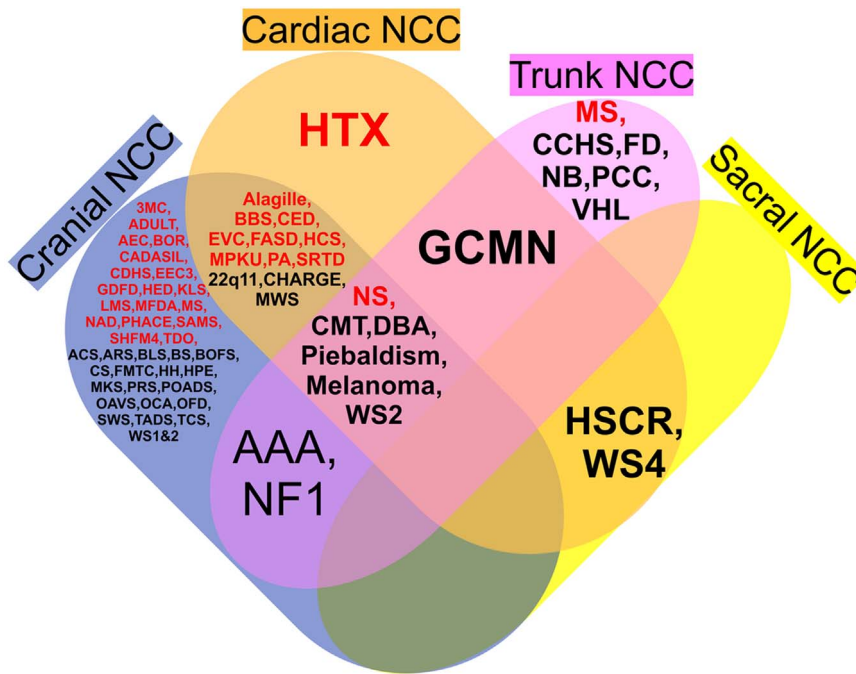 Cardiac NCC
Trunk NCC
Cranial NCC
Sacral NCC
HTX
MS,
CCHS,FD,
NB,PCC,
VHL
3MC,
ADULT,
AEC,BOR,
CADASIL,
CDHS,EEC3,
GDFD,HED,KLS,
LMS,MFDA,MS,
NAD,PHACE,SAMS,
SHFM4,TDO,
ACS,ARS,BLS,BS,BOFS,
CS,FMTC,HH,HPE,
MKS,PRS,POADS,
OAVS,OCA,OFD,
SWS,TADS,TCS,
WS1&2
Alagille,
BBS,CED,
EVC,FASD,HCS,
MPKU,PA,SRTD
22q11,CHARGE,
MWS
GCMN
NS,
CMT,DBA,
Piebaldism,
Melanoma,
WS2
AAA,
NF1
HSCR,
WS4